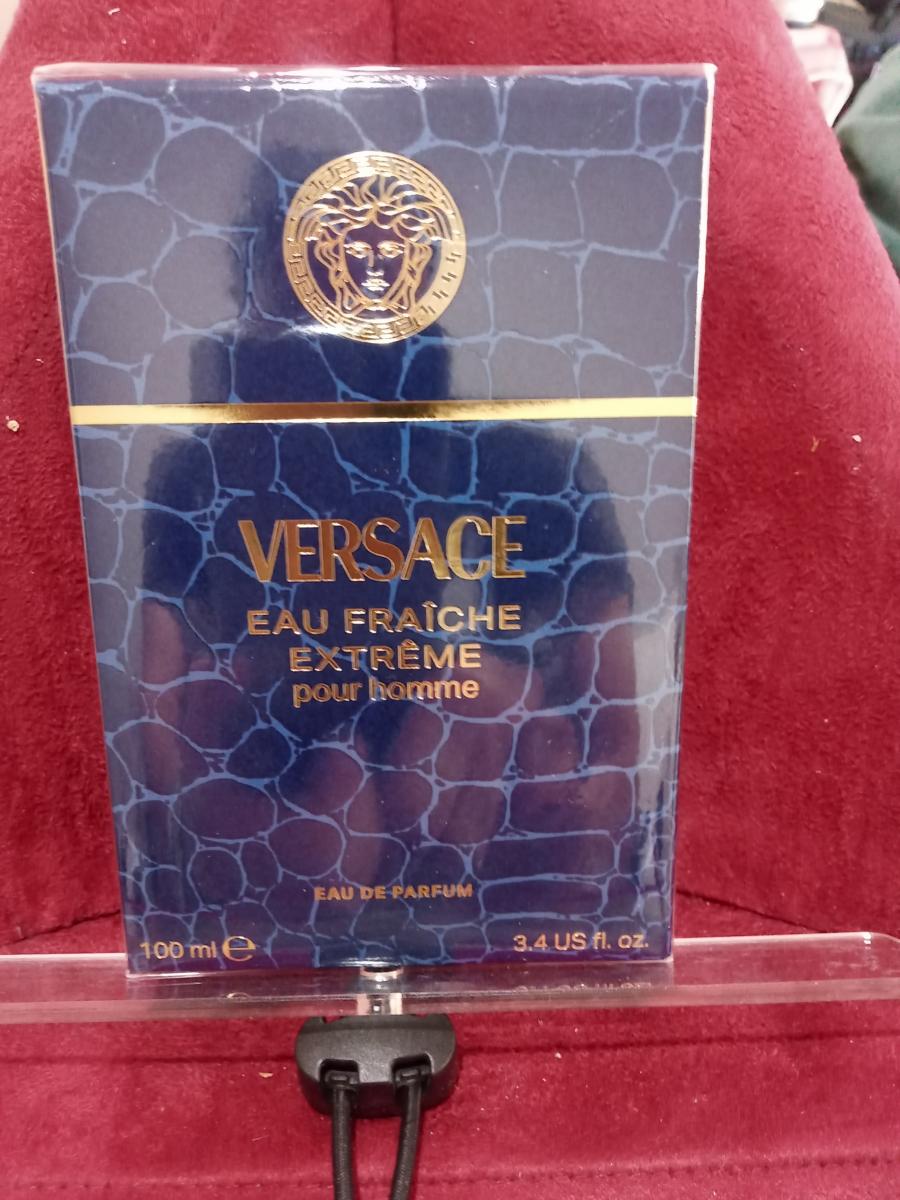 VERSACE
EAU FRAÎCHE
EXTRÊME
pour homme
EAU DE PARFUM
100 ml ℮ 3.4 US fl. oz.